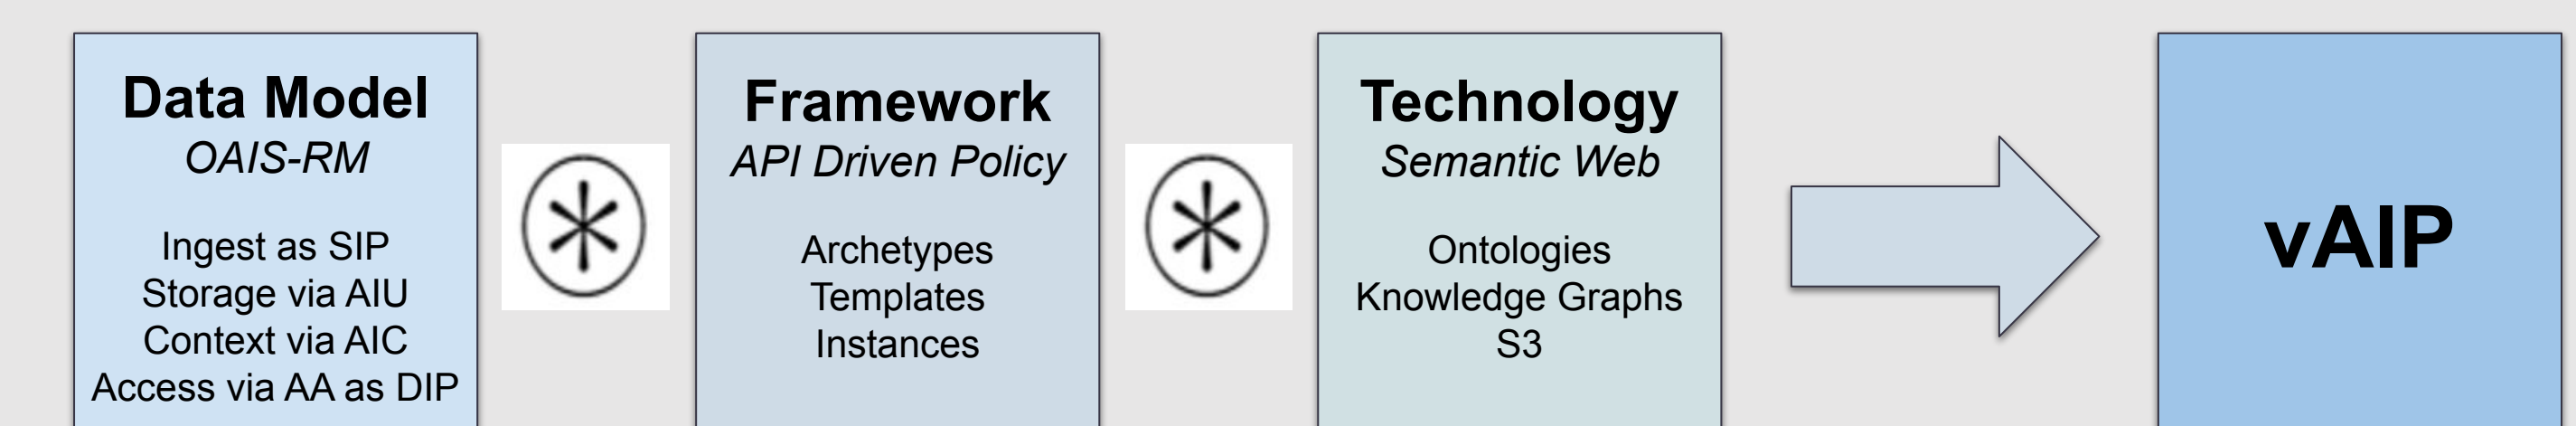 Data Model
OAIS-RM
Ingest as SIP
Storage via AIU
Context via AIC
Access via AA as DIP
Framework
API Driven Policy
Archetypes
Templates
Instances
Technology
Semantic Web
Ontologies
Knowledge Graphs
S3
vAIP